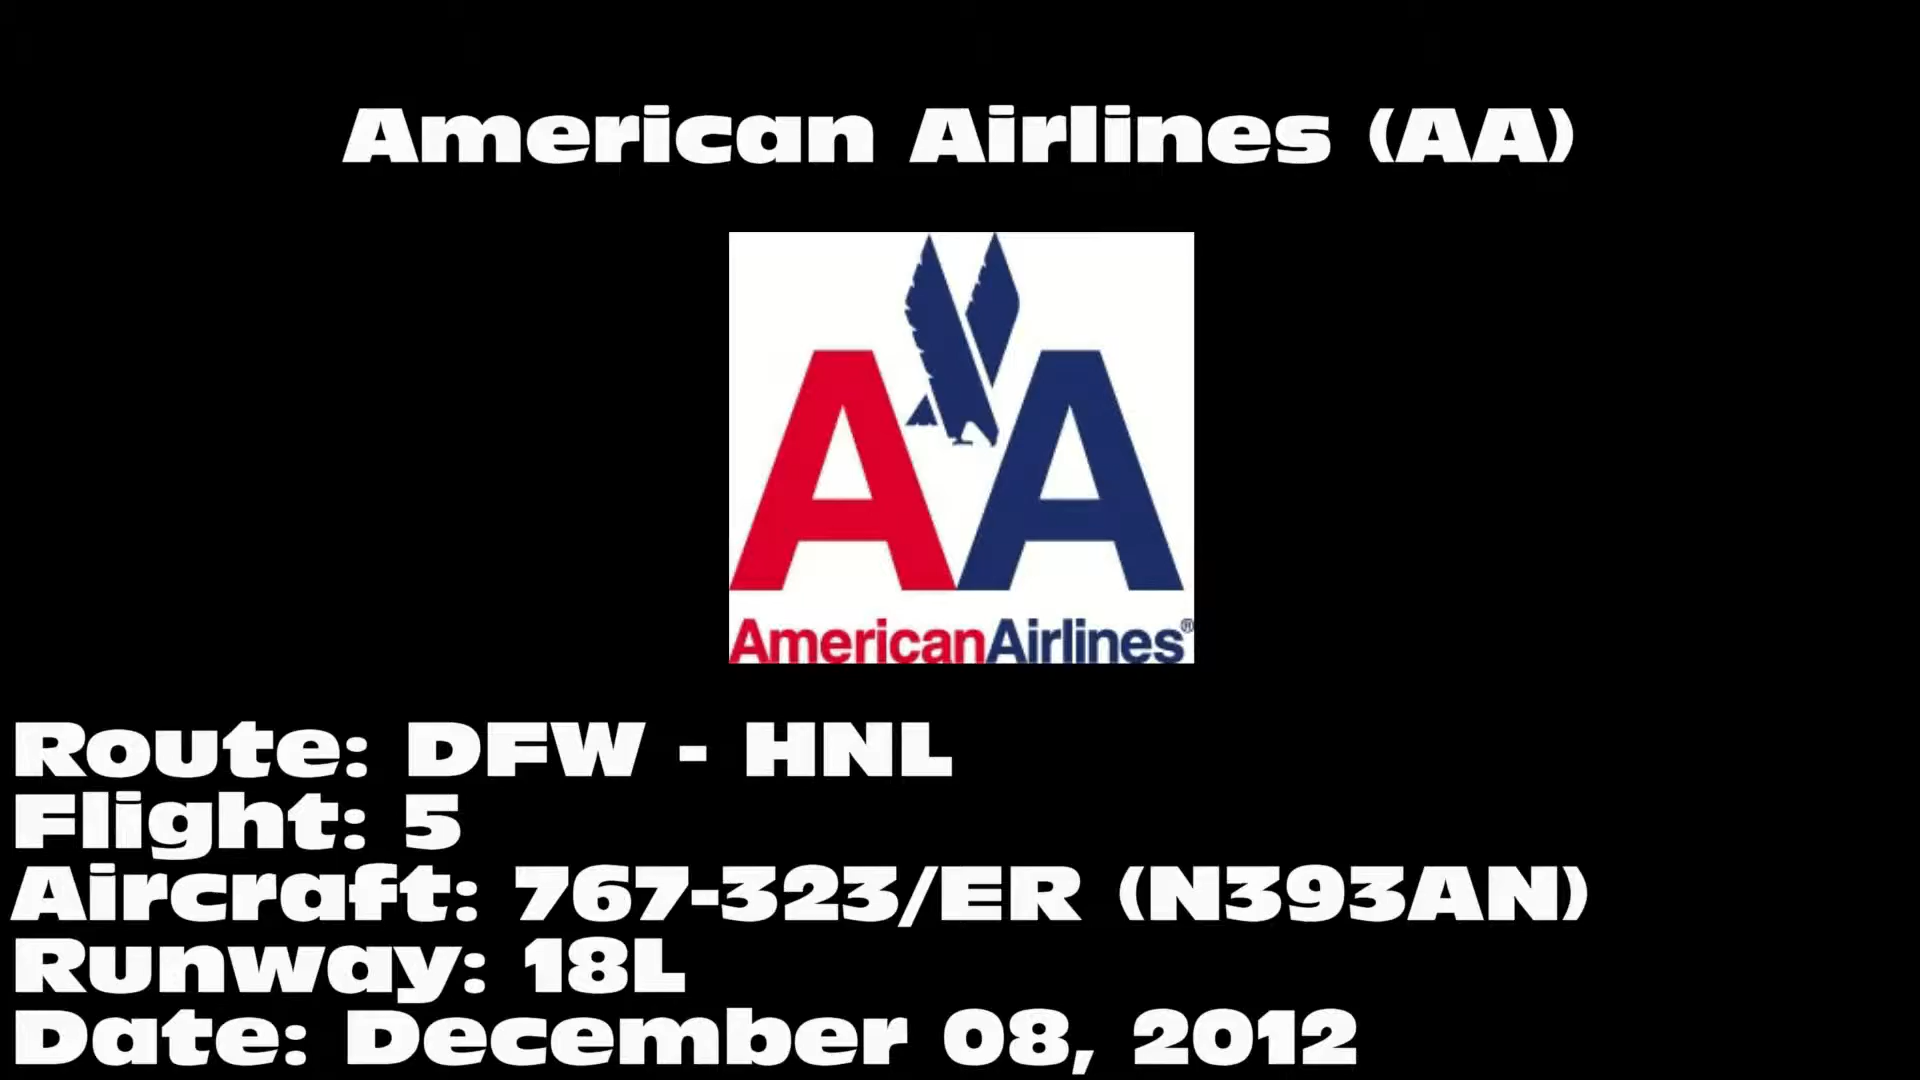 American Airlines (AA)
AA
AmericanAirlines®
Route: DFW - HNL
Flight: 5
Aircraft: 767-323/ER (N393AN)
Runway: 18L
Date: December 08, 2012